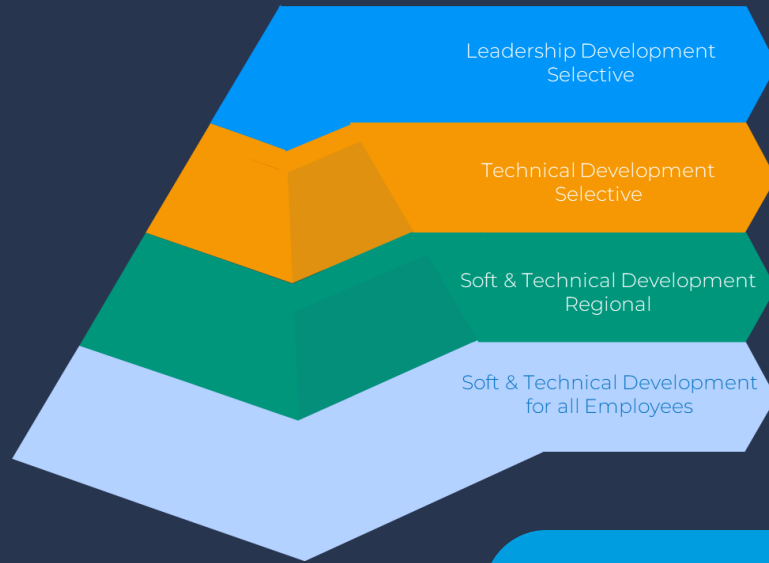 Leadership Development
Selective
Technical Development
Selective
Soft & Technical Development
Regional
Soft & Technical Development
for all Employees